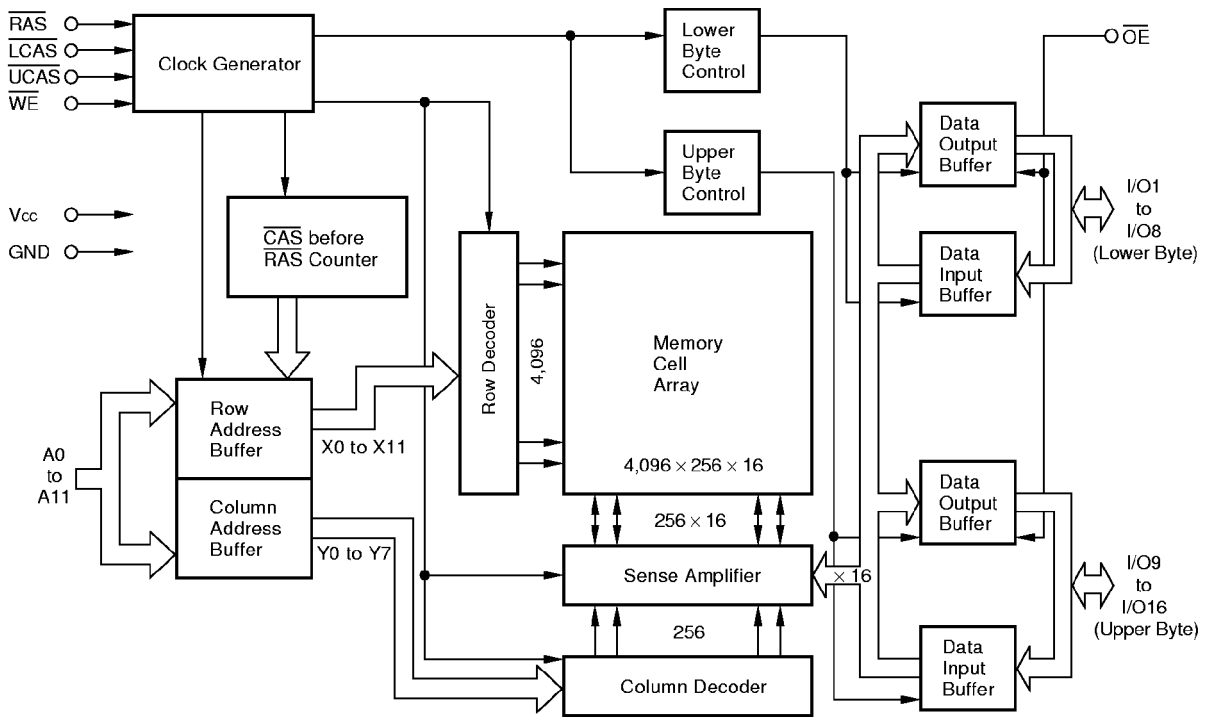 RAS
LCAS
UCAS
WE
Clock Generator
Lower
Byte
Control
OE
Data
Output
Buffer
Upper
Byte
Control
I/O1
to
I/O8
(Lower Byte)
Vcc
GND
CAS before
RAS Counter
Data
Input
Buffer
Row Decoder
4,096
Memory
Cell
Array
4,096 × 256 × 16
Row
Address
Buffer
X0 to X11
A0
to
A11
Column
Address
Buffer
Y0 to Y7
256 × 16
Data
Output
Buffer
Sense Amplifier
× 16
I/O9
to
I/O16
(Upper Byte)
256
Data
Input
Buffer
Column Decoder